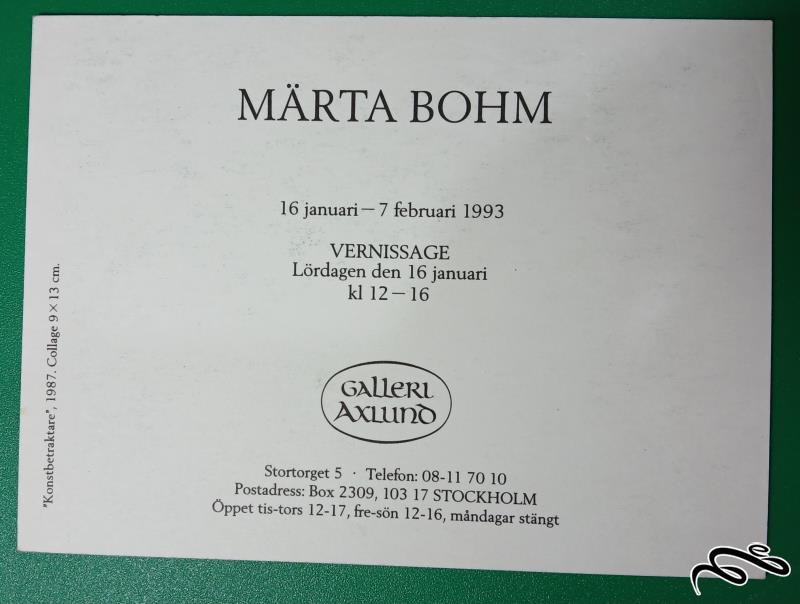 MÄRTA BOHM
16 januari – 7 februari 1993
VERNISSAGE
Lördagen den 16 januari
kl 12 – 16
GALLERI
AXLUND
Stortorget 5 · Telefon: 08-11 70 10
Postadress: Box 2309, 103 17 STOCKHOLM
Öppet tis-tors 12-17, fre-sön 12-16, måndagar stängt
"Konstbetraktare", 1987. Collage 9 × 13 cm.